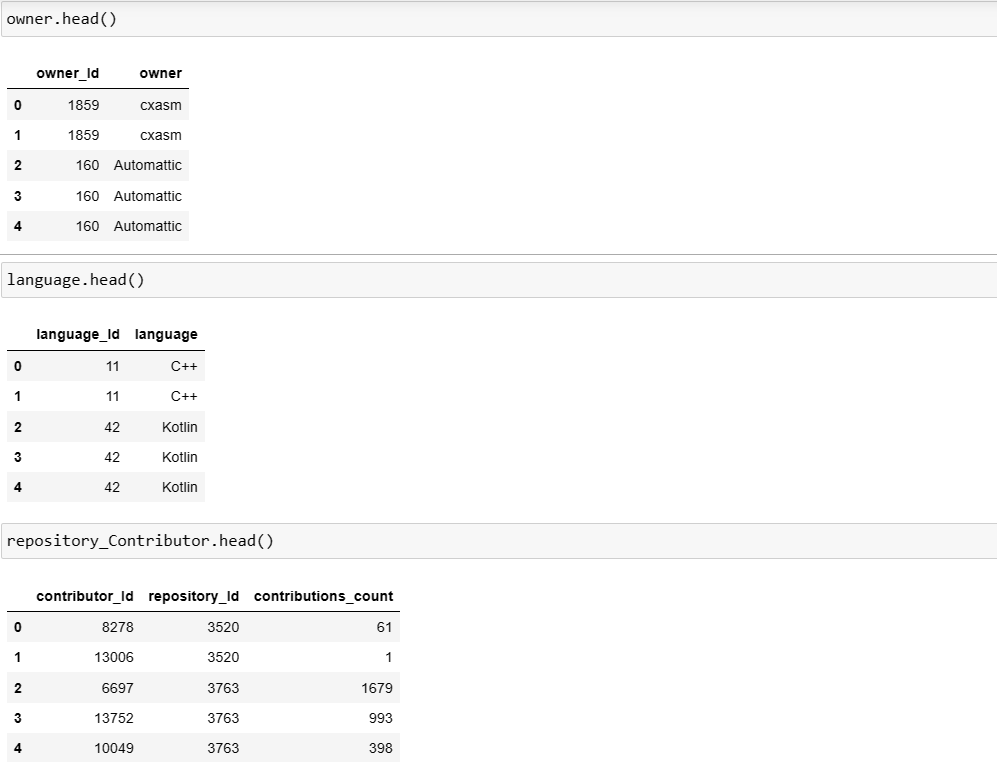 owner.head()
owner_Id owner
0 1859 cxasm
1 1859 cxasm
2 160 Automattic
3 160 Automattic
4 160 Automattic
language.head()
language_Id language
0 11 C++
1 11 C++
2 42 Kotlin
3 42 Kotlin
4 42 Kotlin
repository_Contributor.head()
contributor_Id repository_Id contributions_count
0 8278 3520 61
1 13006 3520 1
2 6697 3763 1679
3 13752 3763 993
4 10049 3763 398